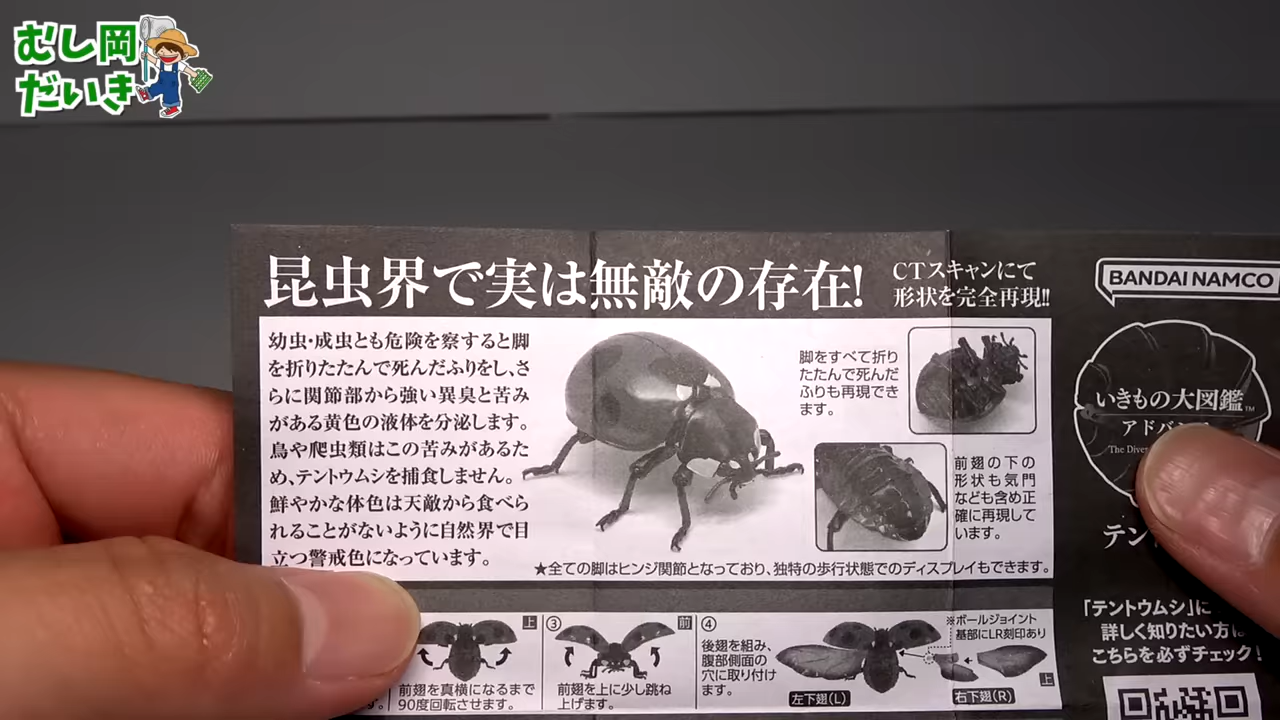 むし岡
だいき
昆虫界で実は無敵の存在!
CTスキャンにて
形状を完全再現!!
BANDAI NAMCO
幼虫・成虫とも危険を察すると脚
を折りたたんで死んだふりをし、さ
らに関節部から強い異臭と苦み
がある黄色の液体を分泌します。
鳥や爬虫類はこの苦みがあるた
め、テントウムシを捕食しません。
鮮やかな体色は天敵から食べら
れることがないように自然界で目
立つ警戒色になっています。
脚をすべて折り
たたんで死んだ
ふりも再現でき
ます。
前翅の下の
形状も気門
なども含め正
確に再現して
います。
★全ての脚はヒンジ関節となっており、独特の歩行状態でのディスプレイもできます。
いきもの大図鑑™
アドバン
The Diver
テン
「テントウムシ」に
詳しく知りたい方は
こちらを必ずチェック!
上
前翅を真横になるまで
90度回転させます。
③
前
前翅を上に少し跳ね
上げます。
④
後翅を組み、
腹部側面の
穴に取り付け
ます。
※ボールジョイント
基部にLR刻印あり
左下翅(L)
右下翅(R)
上
す。